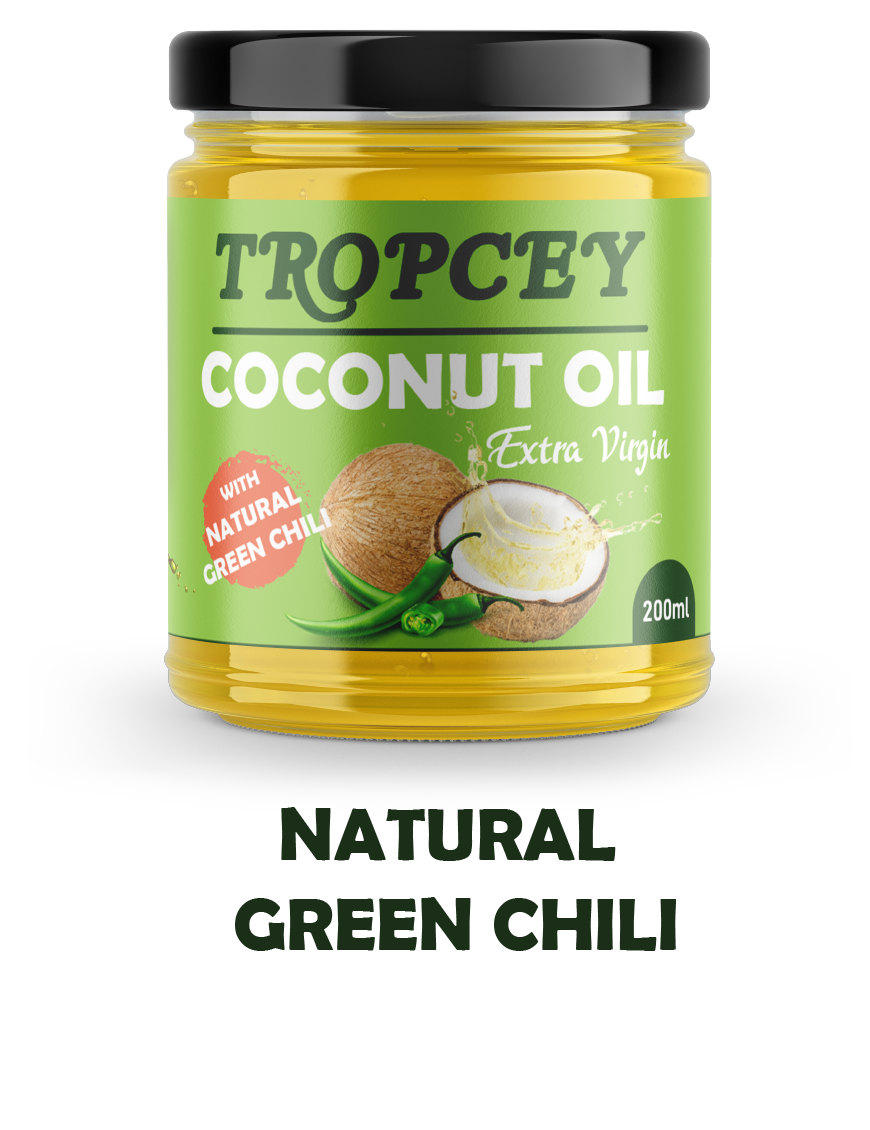 TROPCEY
COCONUT OIL
Extra Virgin
WITH
NATURAL
GREEN CHILI
200ml
NATURAL
GREEN CHILI